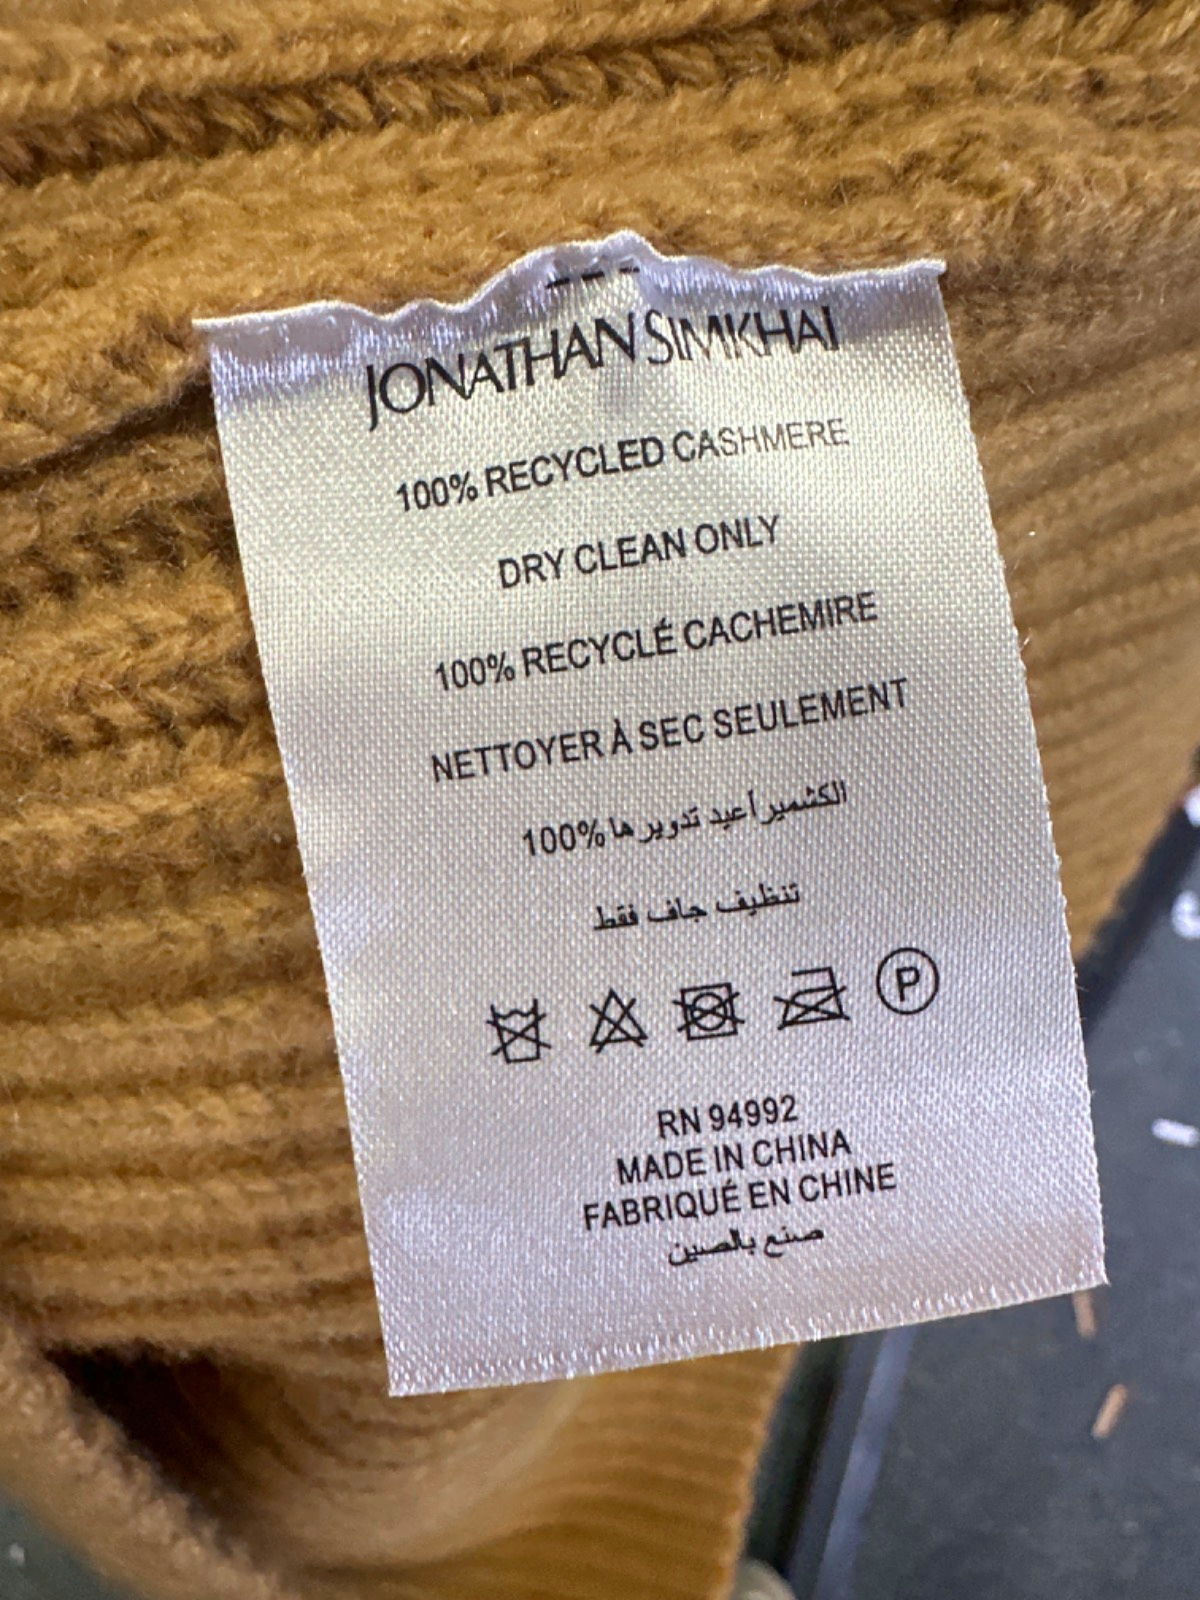 JONATHAN SIMKHAI
100% RECYCLED CASHMERE
DRY CLEAN ONLY
100% RECYCLÉ CACHEMIRE
NETTOYER À SEC SEULEMENT
الكشمير أعيد تدويرها 100%
تنظيف جاف فقط
P
RN 94992
MADE IN CHINA
FABRIQUÉ EN CHINE
صنع بالصين